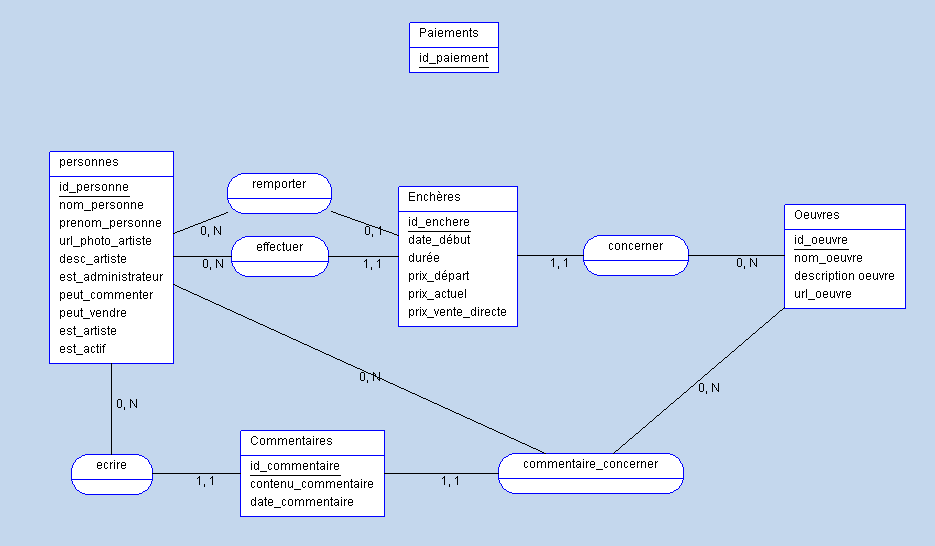 Paiements
id_paiement
personnes
id_personne
nom_personne
prenom_personne
url_photo_artiste
desc_artiste
est_administrateur
peut_commenter
peut_vendre
est_artiste
est_actif
remporter
0, N
0, 1
effectuer
0, N
1, 1
Enchères
id_enchere
date_début
durée
prix_départ
prix_actuel
prix_vente_directe
concerner
1, 1
0, N
Oeuvres
id_oeuvre
nom_oeuvre
description oeuvre
url_oeuvre
0, N
0, N
0, N
ecrire
1, 1
Commentaires
id_commentaire
contenu_commentaire
date_commentaire
1, 1
commentaire_concerner